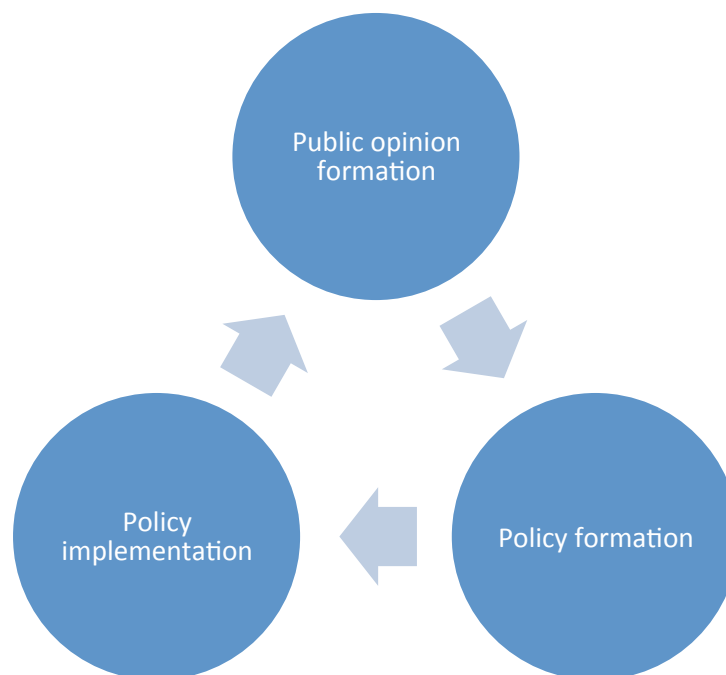 Public opinion
formation
Policy
implementation
Policy formation